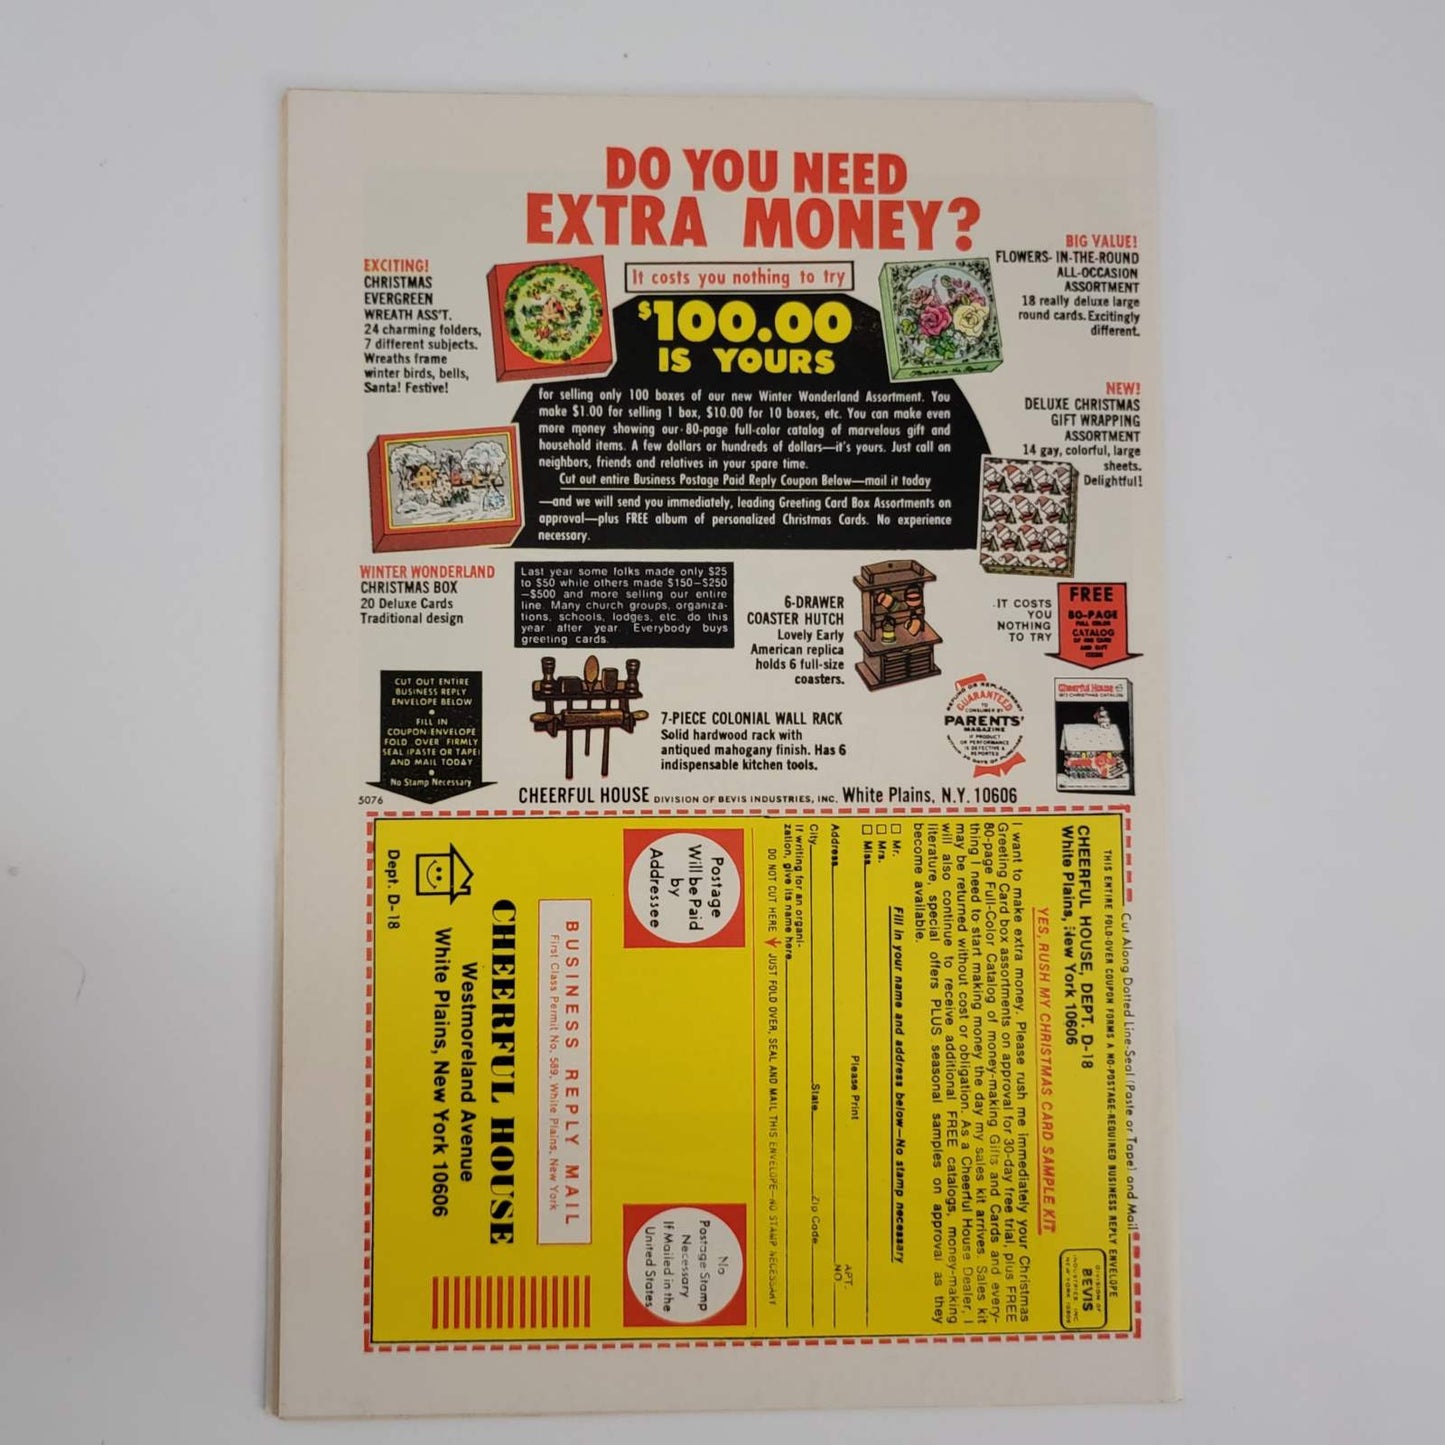 DO YOU NEED
EXTRA MONEY?
It costs you nothing to try
$100.00
IS YOURS
EXCITING!
CHRISTMAS
EVERGREEN
WREATH ASS'T.
24 charming folders,
7 different subjects.
Wreaths frame
winter birds, bells,
Santa! Festive!
BIG VALUE!
FLOWERS- IN-THE-ROUND
ALL-OCCASION
ASSORTMENT
18 really deluxe large
round cards. Excitingly
different.
for selling only 100 boxes of our new Winter Wonderland Assortment. You
make $1.00 for selling 1 box, $10.00 for 10 boxes, etc. You can make even
more money showing our 80-page full-color catalog of marvelous gift and
household items. A few dollars or hundreds of dollars—it's yours. Just call on
neighbors, friends and relatives in your spare time.
Cut out entire Business Postage Paid Reply Coupon Below—mail it today
—and we will send you immediately, leading Greeting Card Box Assortments on
approval—plus FREE album of personalized Christmas Cards. No experience
necessary.
NEW!
DELUXE CHRISTMAS
GIFT WRAPPING
ASSORTMENT
14 gay, colorful, large
sheets.
Delightful!
WINTER WONDERLAND
CHRISTMAS BOX
20 Deluxe Cards
Traditional design
Last year some folks made only $25
to $50 while others made $150–$250
–$500 and more selling our entire
line. Many church groups, organiza-
tions, schools, lodges, etc. do this
year after year. Everybody buys
greeting cards.
6-DRAWER
COASTER HUTCH
Lovely Early
American replica
holds 6 full-size
coasters.
IT COSTS
YOU
NOTHING
TO TRY
FREE
80-PAGE
FULL COLOR
CATALOG
Cheerful House
CUT OUT ENTIRE
BUSINESS REPLY
ENVELOPE BELOW
•
FILL IN
COUPON-ENVELOPE
FOLD OVER FIRMLY
SEAL (PASTE OR TAPE)
AND MAIL TODAY
•
No Stamp Necessary
7-PIECE COLONIAL WALL RACK
Solid hardwood rack with
antiqued mahogany finish. Has 6
indispensable kitchen tools.
GUARANTEED
PARENTS'
MAGAZINE
IF PRODUCT
OR PERFORMANCE
IS DEFECTIVE &
REPORTED
5076
CHEERFUL HOUSE DIVISION OF BEVIS INDUSTRIES, INC. White Plains, N.Y. 10606
Cut Along Dotted Line-Seal (Paste or Tape) and Mail
THIS ENTIRE FOLD-OVER COUPON FORMS A NO-POSTAGE-REQUIRED BUSINESS REPLY ENVELOPE
CHEERFUL HOUSE, DEPT. D-18
White Plains, New York 10606
DIVISION OF
BEVIS
INDUSTRIES INC.
NEW YORK 10606
YES, RUSH MY CHRISTMAS CARD SAMPLE KIT
I want to make extra money. Please rush me immediately your Christmas
Greeting Card box assortments on approval for 30-day free trial, plus FREE
80-page Full-Color Catalog of money-making Gifts and Cards and every-
thing I need to start making money the day my sales kit arrives. Sales kit
may be returned without cost or obligation. As a Cheerful House Dealer, I
will also continue to receive additional FREE catalogs, money-making
literature, special offers PLUS seasonal samples on approval as they
become available.
Fill in your name and address below—No stamp necessary
Mr.
Mrs.
Miss
Please Print
Address
APT.
NO.
City
State
Zip Code
If writing for an organi-
zation, give its name here
DO NOT CUT HERE JUST FOLD OVER, SEAL AND MAIL THIS ENVELOPE—NO STAMP NECESSARY
Postage
Will be Paid
by
Addressee
No
Postage Stamp
Necessary
If Mailed in the
United States
BUSINESS REPLY MAIL
First Class Permit No. 589, White Plains, New York
CHEERFUL HOUSE
Westmoreland Avenue
White Plains, New York 10606
Dept. D-18